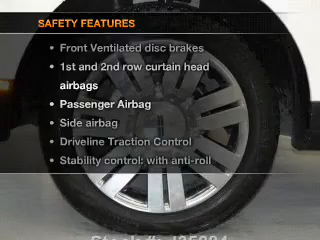 SAFETY FEATURES
• Front Ventilated disc brakes
• 1st and 2nd row curtain head
airbags
• Passenger Airbag
• Side airbag
• Driveline Traction Control
• Stability control: with anti-roll